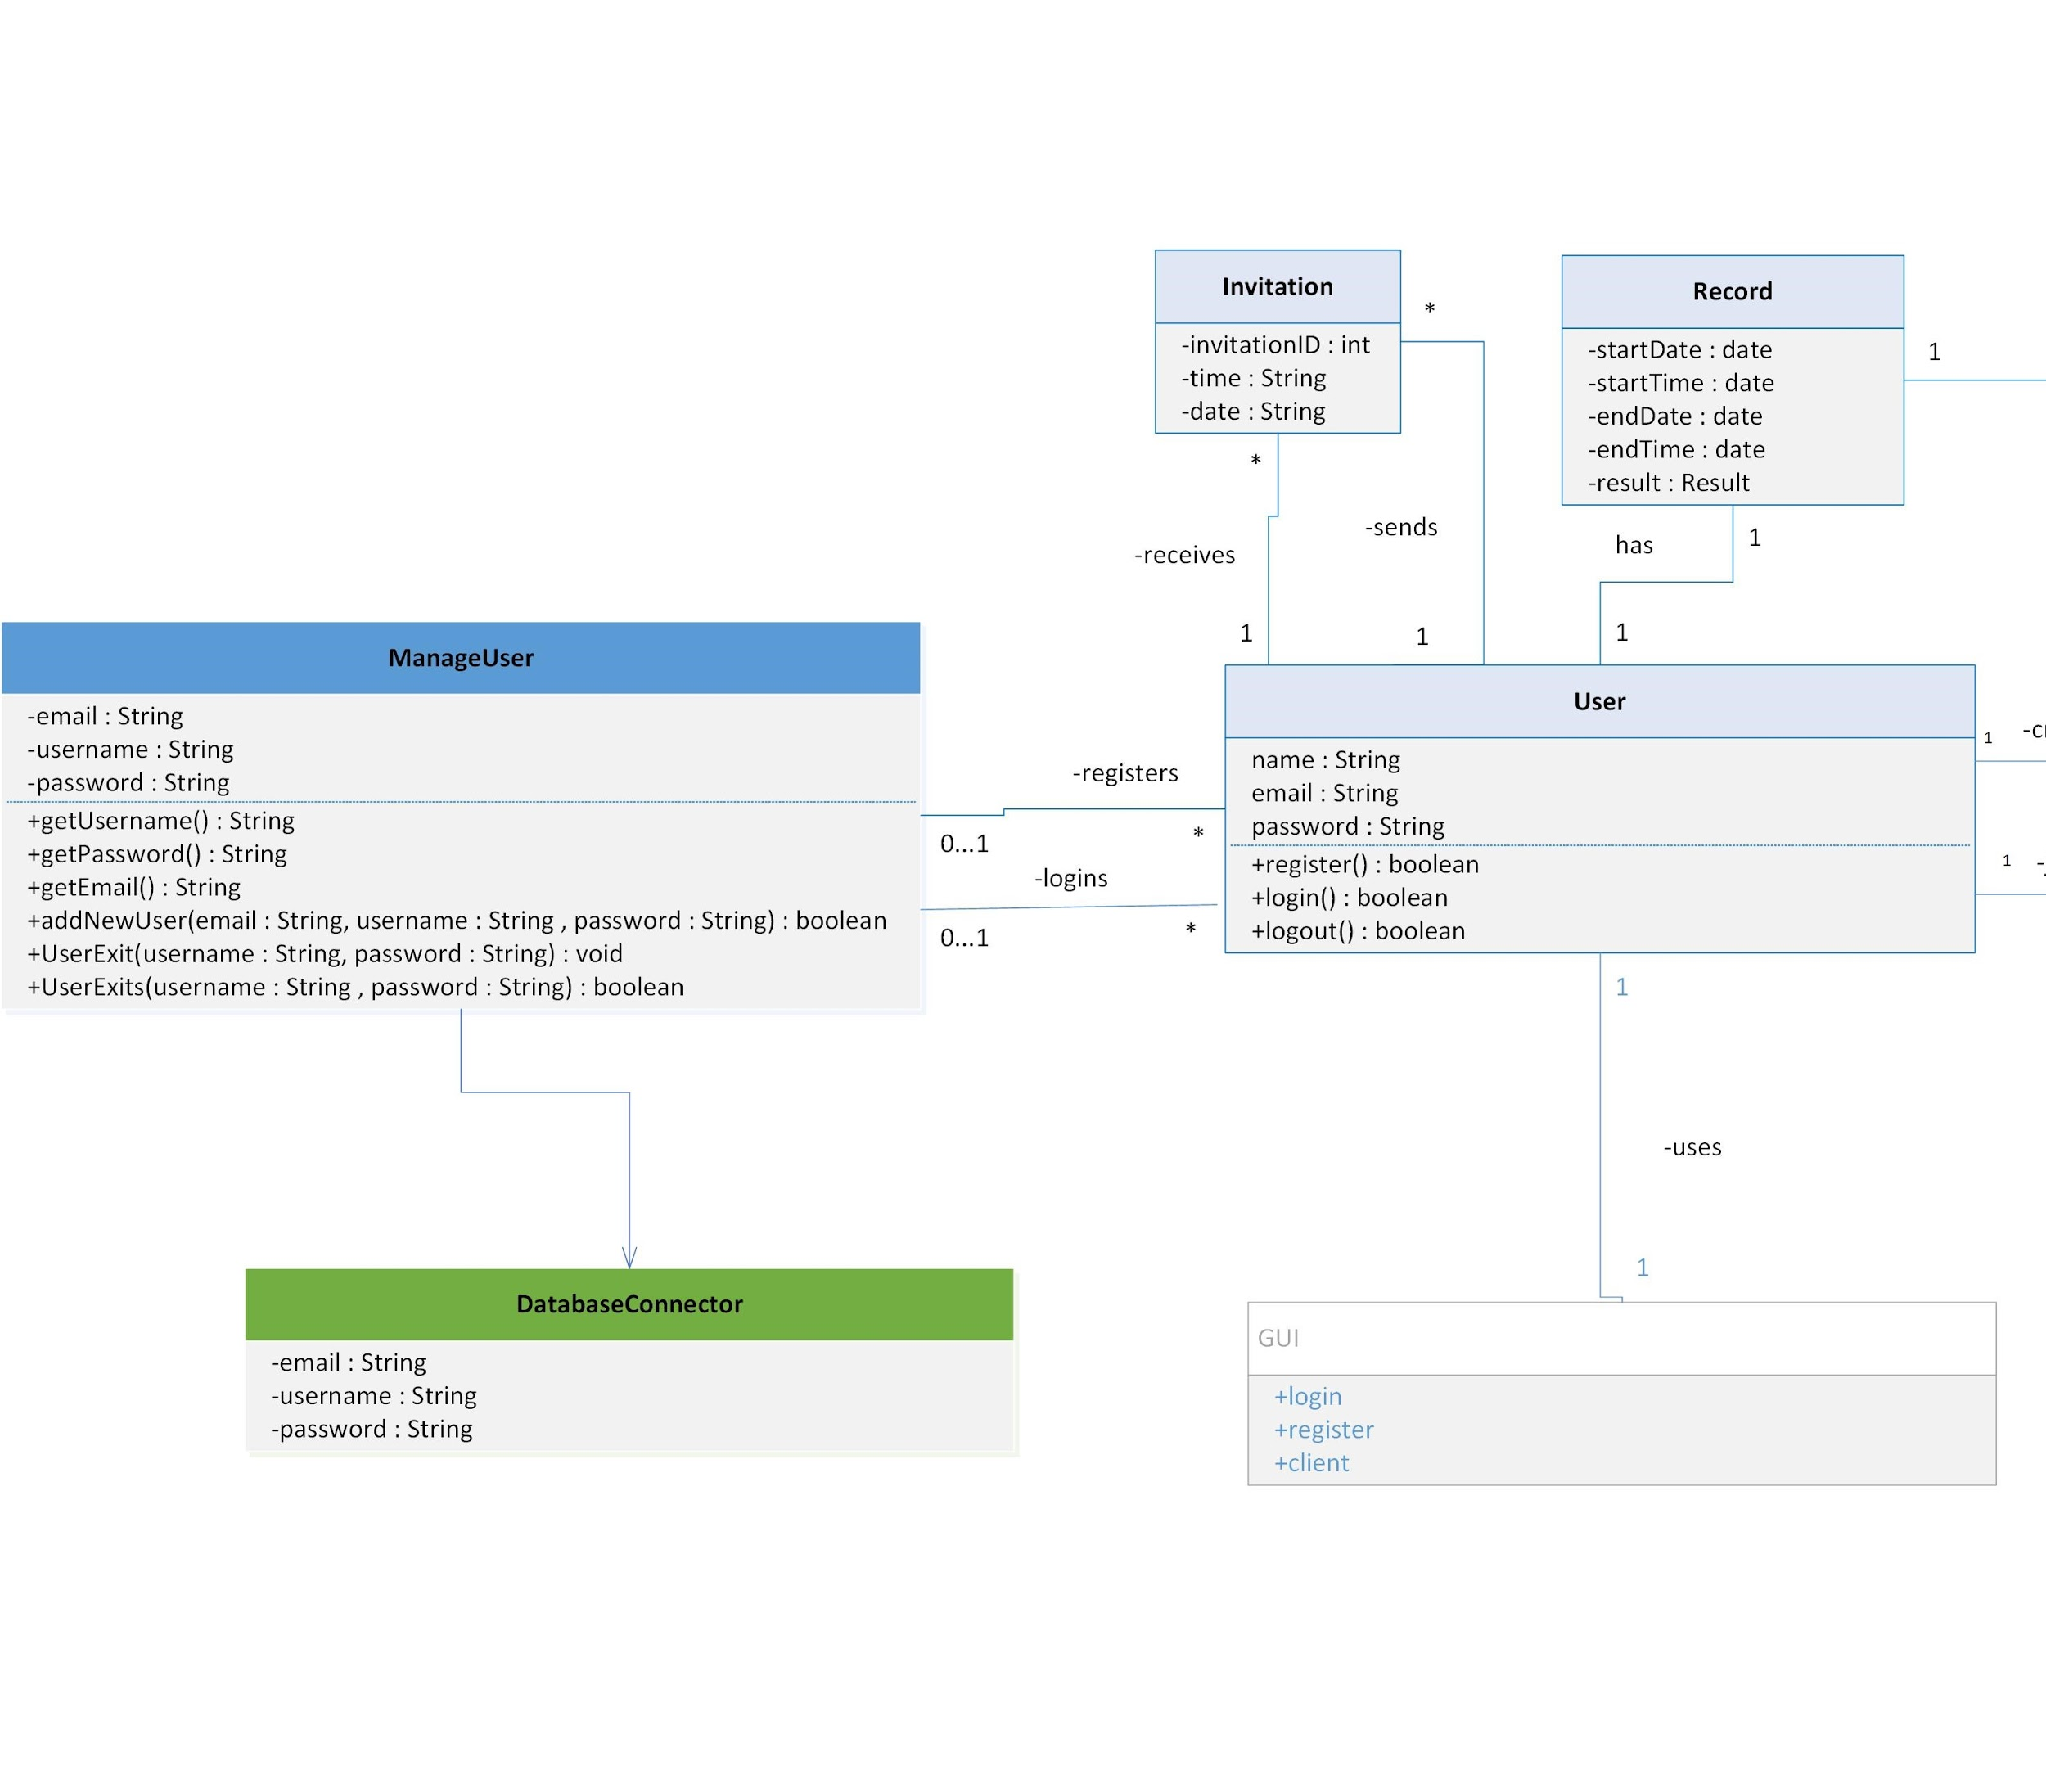 Invitation
-invitationID : int
-time : String
-date : String
*
*
-receives
-sends
1
1
Record
-startDate : date
-startTime : date
-endDate : date
-endTime : date
-result : Result
1
has
1
1
ManageUser
-email : String
-username : String
-password : String
+getUsername() : String
+getPassword() : String
+getEmail() : String
+addNewUser(email : String, username : String , password : String) : boolean
+UserExit(username : String, password : String) : void
+UserExits(username : String , password : String) : boolean
-registers
0...1
*
-logins
0...1
*
User
name : String
email : String
password : String
+register() : boolean
+login() : boolean
+logout() : boolean
1
1
1
-uses
1
DatabaseConnector
-email : String
-username : String
-password : String
GUI
+login
+register
+client